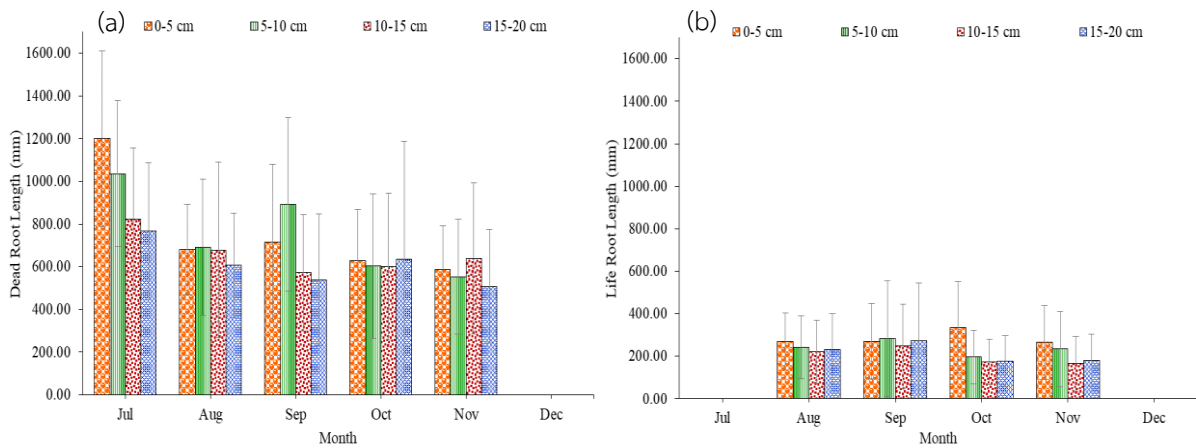 (a)
0-5 cm 5-10 cm 10-15 cm 15-20 cm
Dead Root Length (mm)
1600.00
1400.00
1200.00
1000.00
800.00
600.00
400.00
200.00
0.00
Jul Aug Sep Oct Nov Dec
Month
(b)
0-5 cm 5-10 cm 10-15 cm 15-20 cm
Life Root Length (mm)
1600.00
1400.00
1200.00
1000.00
800.00
600.00
400.00
200.00
0.00
Jul Aug Sep Oct Nov Dec
Month